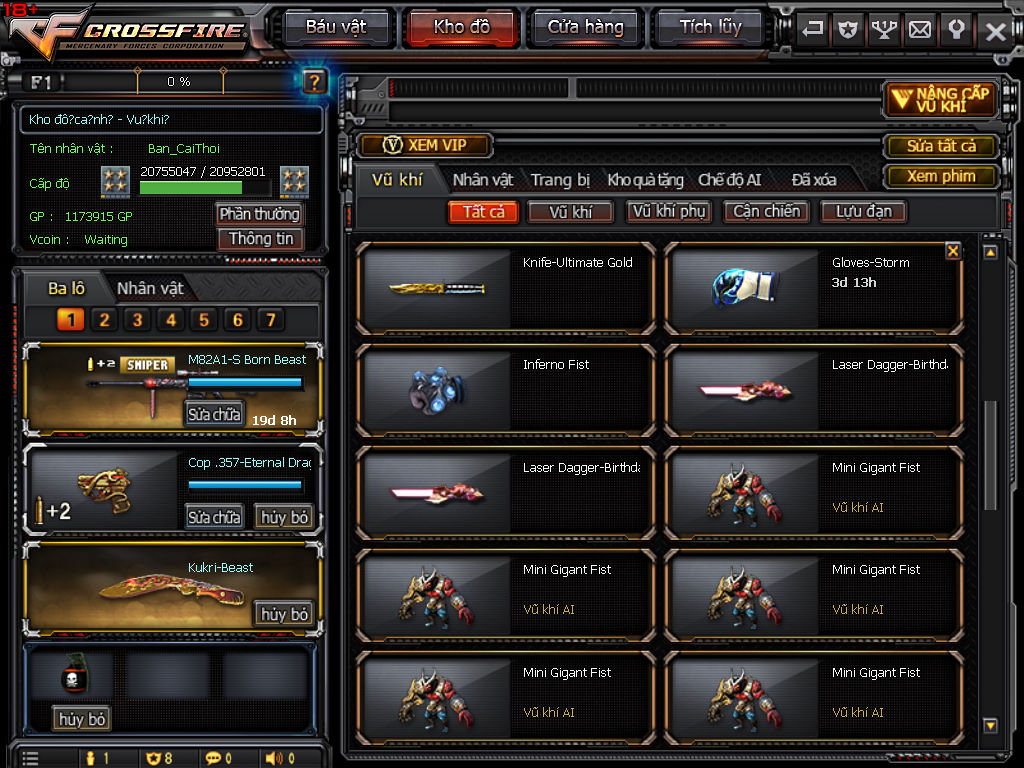 18+
CROSSFIRE
MERCENARY FORCES CORPORATION
Báu vật
Kho đồ
Cửa hàng
Tích lũy
F1
0 %
?
NÂNG CẤP
VŨ KHÍ
Kho đô?ca?nh? - Vu?khi?
Tên nhân vật :
Ban_CaiThoi
Cấp độ
20755047 / 20952801
GP :
1173915 GP
Phần thưởng
Vcoin :
Waiting
Thông tin
XEM VIP
Sửa tất cả
Xem phim
Vũ khí
Nhân vật
Trang bị
Kho quà tặng
Chế độ AI
Đã xóa
Tất cả
Vũ khí
Vũ khí phụ
Cận chiến
Lựu đạn
Ba lô
Nhân vật
1
2
3
4
5
6
7
+2
SNIPER
M82A1-S Born Beast
Sửa chữa
19d 8h
Cop .357-Eternal Drag
+2
Sửa chữa
hủy bỏ
Kukri-Beast
hủy bỏ
hủy bỏ
1
8
0
0
Knife-Ultimate Gold
Gloves-Storm
3d 13h
Inferno Fist
Laser Dagger-Birthda
Laser Dagger-Birthda
Mini Gigant Fist
Vũ khí AI
Mini Gigant Fist
Vũ khí AI
Mini Gigant Fist
Vũ khí AI
Mini Gigant Fist
Vũ khí AI
Mini Gigant Fist
Vũ khí AI